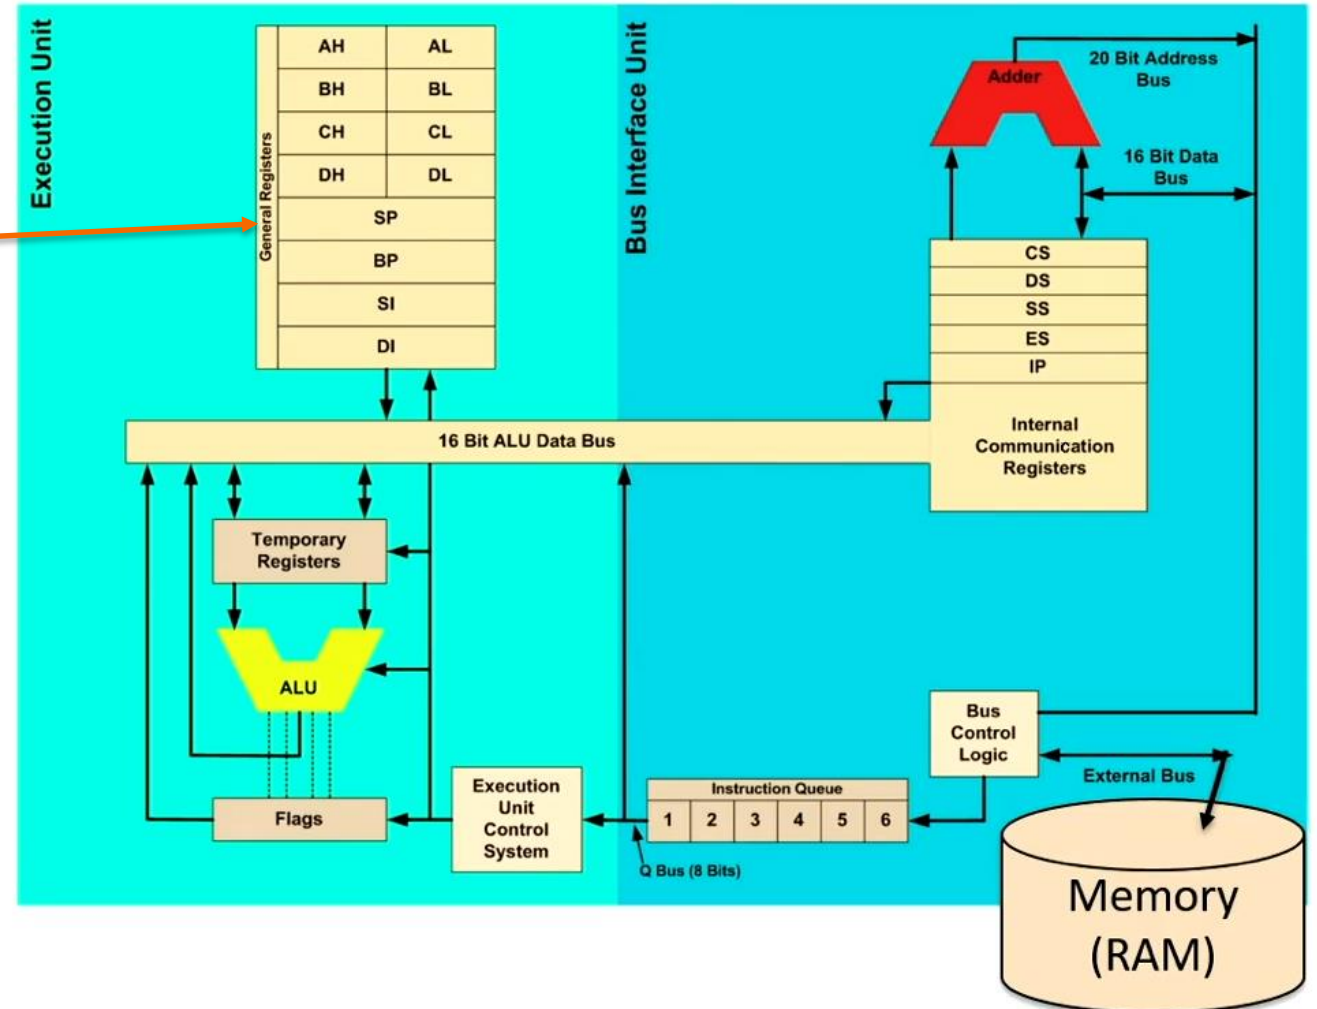 Execution Unit
General Registers
AH AL
BH BL
CH CL
DH DL
SP
BP
SI
DI
16 Bit ALU Data Bus
Temporary
Registers
ALU
Flags
Execution
Unit
Control
System
Bus Interface Unit
Adder
20 Bit Address
Bus
16 Bit Data
Bus
CS
DS
SS
ES
IP
Internal
Communication
Registers
Bus
Control
Logic
External Bus
Instruction Queue
1 2 3 4 5 6
Q Bus (8 Bits)
Memory
(RAM)